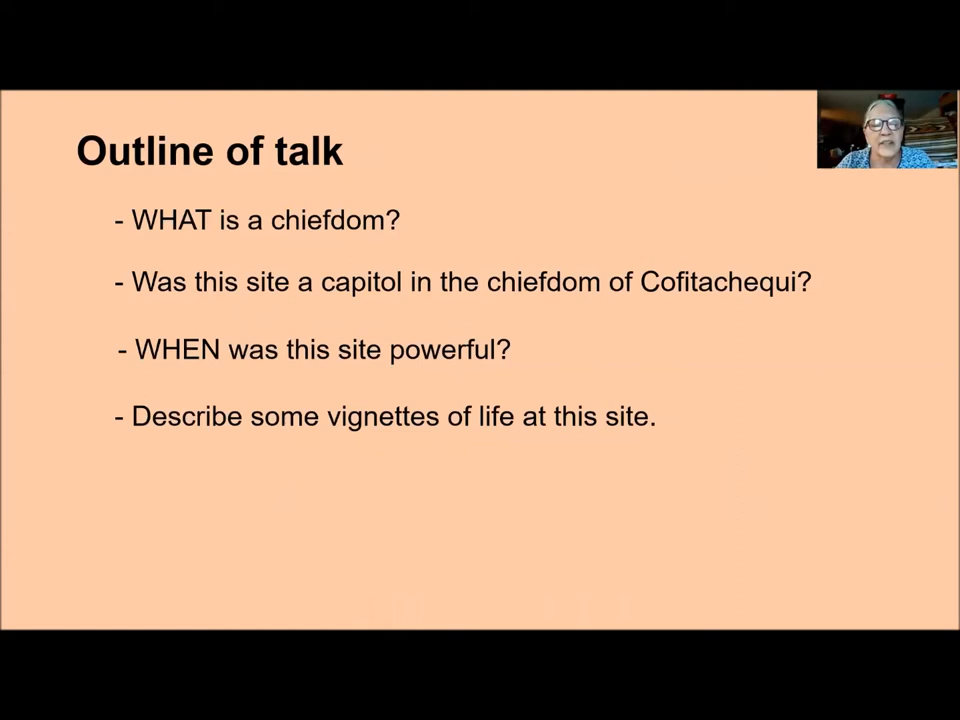 Outline of talk
- WHAT is a chiefdom?
- Was this site a capitol in the chiefdom of Cofitachequi?
- WHEN was this site powerful?
- Describe some vignettes of life at this site.